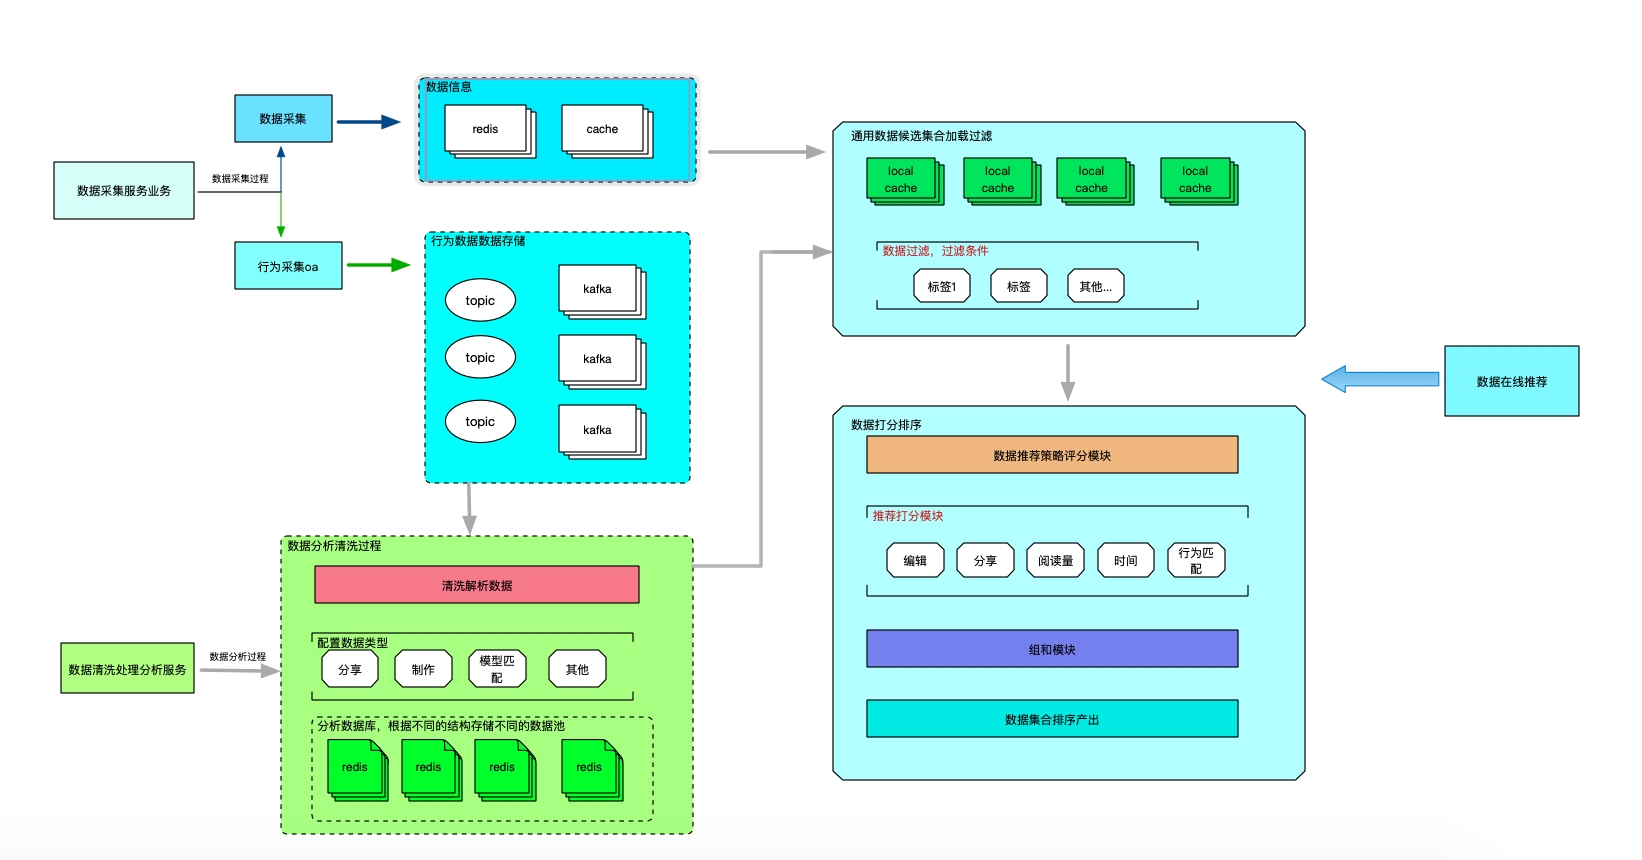 数据信息
redis
cache
数据采集
数据采集过程
数据采集服务业务
行为采集oa
行为数据数据存储
topic
topic
topic
kafka
kafka
kafka
数据分析清洗过程
清洗解析数据
配置数据类型
分享
制作
模型匹
配
其他
数据分析过程
数据清洗处理分析服务
分析数据库，根据不同的结构存储不同的数据池
redis
redis
redis
redis
通用数据候选集合加载过滤
local
cache
local
cache
local
cache
local
cache
数据过滤，过滤条件
标签1
标签
其他...
数据在线推荐
数据打分排序
数据推荐策略评分模块
推荐打分模块
编辑
分享
阅读量
时间
行为匹
配
组和模块
数据集合排序产出